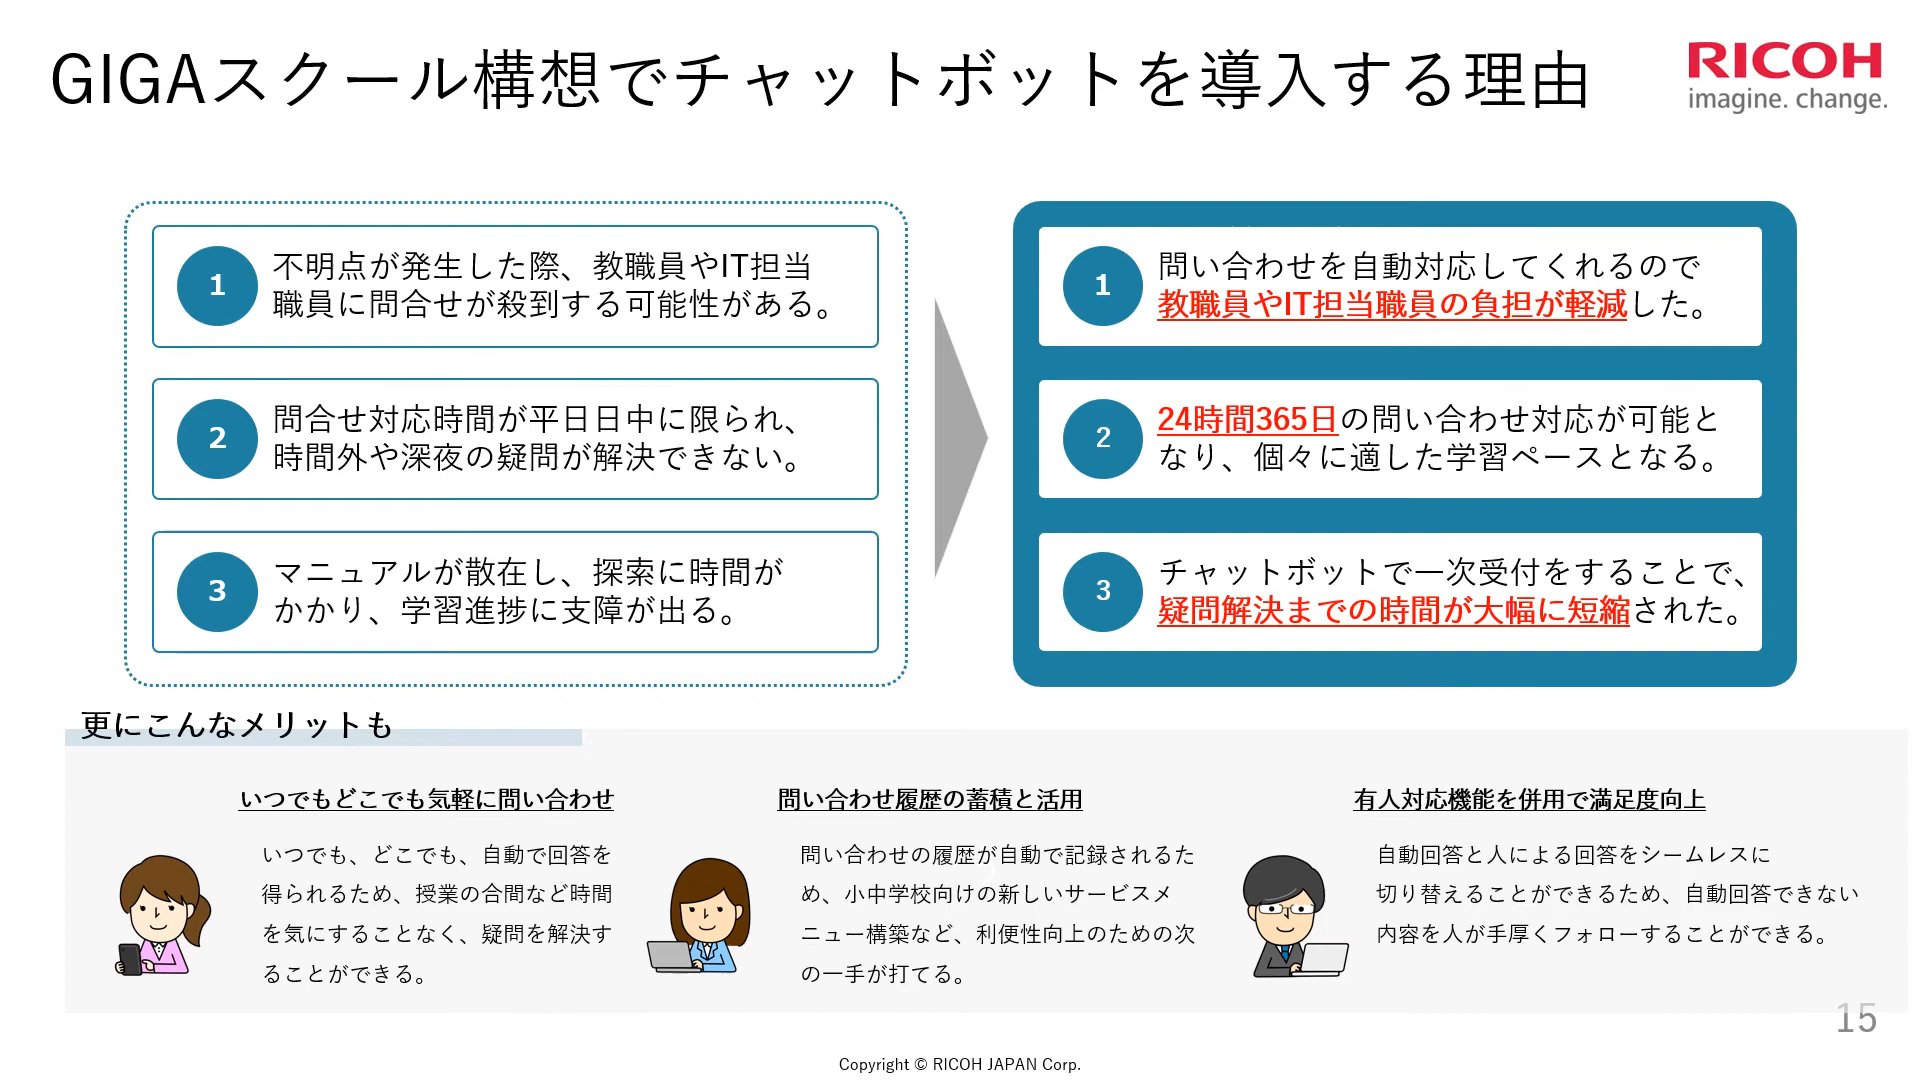 GIGAスクール構想でチャットボットを導入する理由
RICOH
imagine. change.
1
不明点が発生した際、教職員やIT担当
職員に問合せが殺到する可能性がある。
2
問合せ対応時間が平日日中に限られ、
時間外や深夜の疑問が解決できない。
3
マニュアルが散在し、探索に時間が
かかり、学習進捗に支障が出る。
1
問い合わせを自動対応してくれるので
教職員やIT担当職員の負担が軽減した。
2
24時間365日の問い合わせ対応が可能と
なり、個々に適した学習ペースとなる。
3
チャットボットで一次受付をすることで、
疑問解決までの時間が大幅に短縮された。
更にこんなメリットも
いつでもどこでも気軽に問い合わせ
いつでも、どこでも、自動で回答を
得られるため、授業の合間など時間
を気にすることなく、疑問を解決す
ることができる。
問い合わせ履歴の蓄積と活用
問い合わせの履歴が自動で記録されるた
め、小中学校向けの新しいサービスメ
ニュー構築など、利便性向上のための次
の一手が打てる。
有人対応機能を併用で満足度向上
自動回答と人による回答をシームレスに
切り替えることができるため、自動回答できない
内容を人が手厚くフォローすることができる。
15
Copyright © RICOH JAPAN Corp.